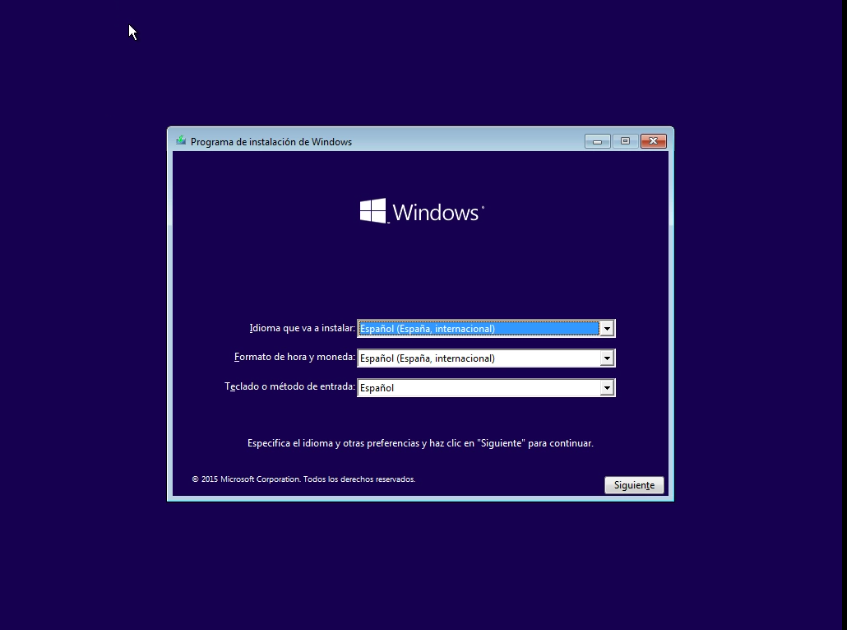 Programa de instalación de Windows
Windows
Idioma que va a instalar: Español (España, internacional)
Formato de hora y moneda: Español (España, internacional)
Teclado o método de entrada: Español
Especifica el idioma y otras preferencias y haz clic en "Siguiente" para continuar.
© 2015 Microsoft Corporation. Todos los derechos reservados.
Siguiente